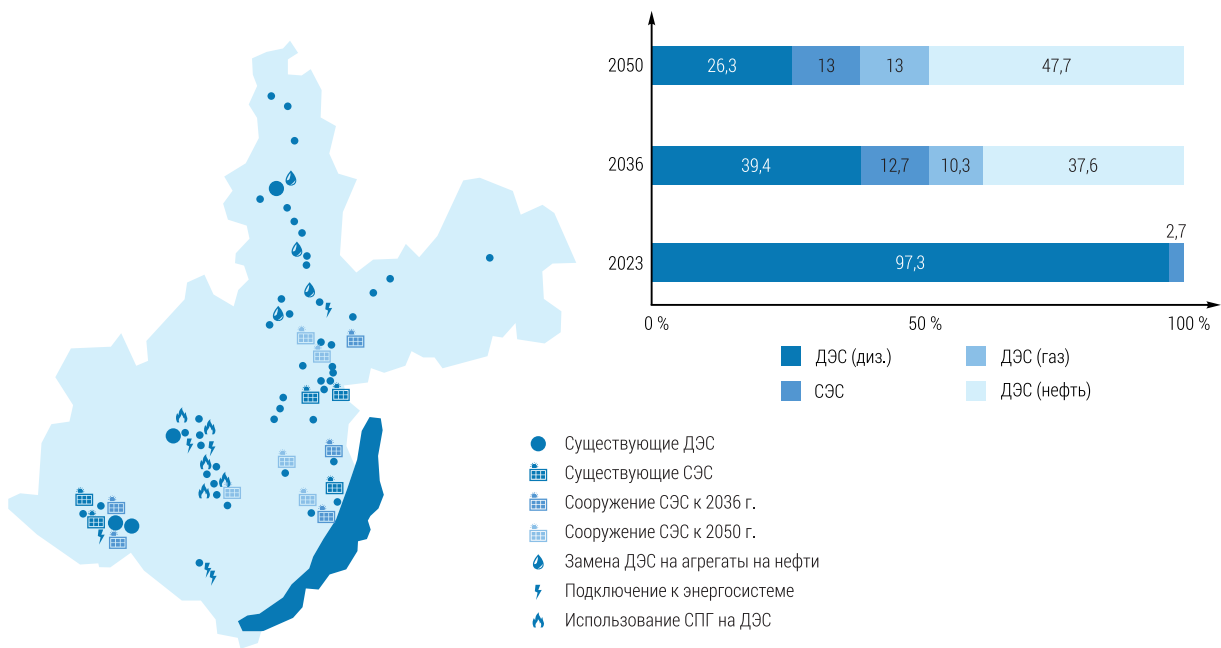 2050
26,3
13
13
47,7
2036
39,4
12,7
10,3
37,6
2,7
2023
97,3
0 %
50 %
100 %
ДЭС (диз.)
ДЭС (газ)
СЭС
ДЭС (нефть)
Существующие ДЭС
Существующие СЭС
Сооружение СЭС к 2036 г.
Сооружение СЭС к 2050 г.
Замена ДЭС на агрегаты на нефти
Подключение к энергосистеме
Использование СПГ на ДЭС